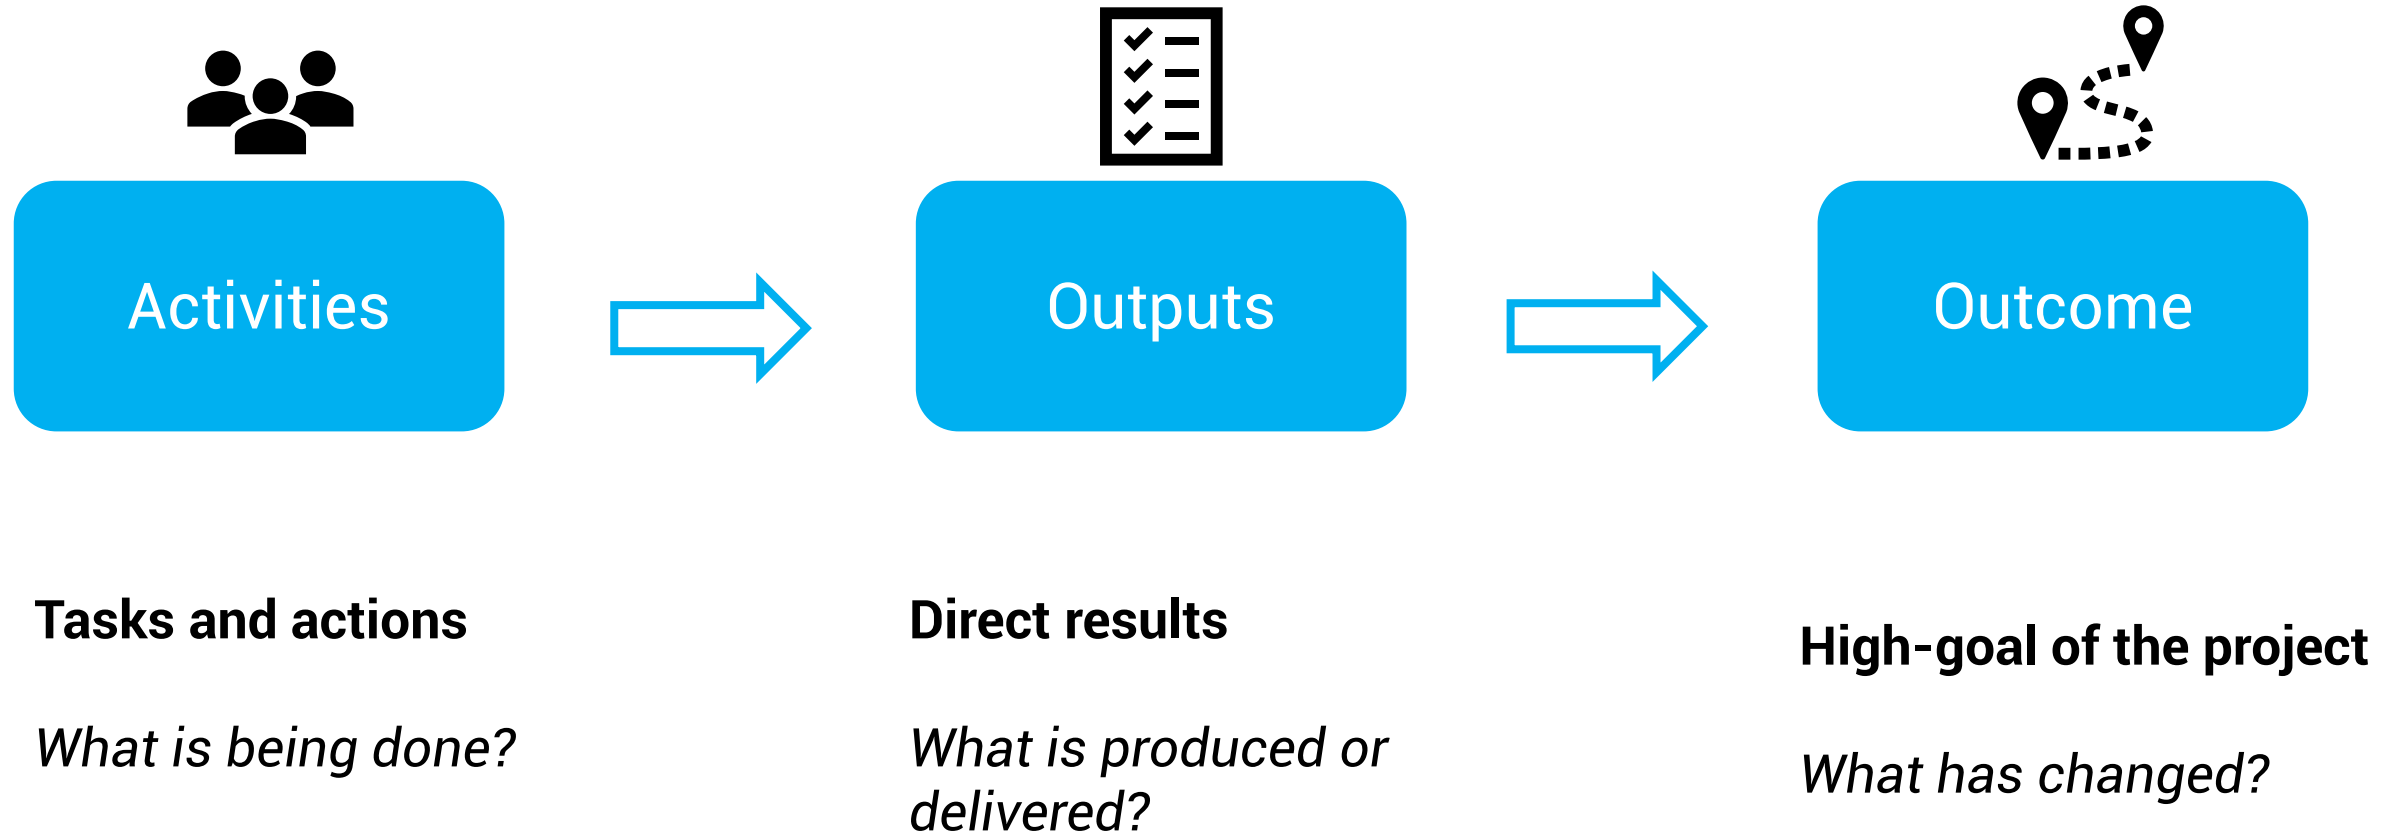 Activities
Outputs
Outcome
Tasks and actions
What is being done?
Direct results
What is produced or
delivered?
High-goal of the project
What has changed?